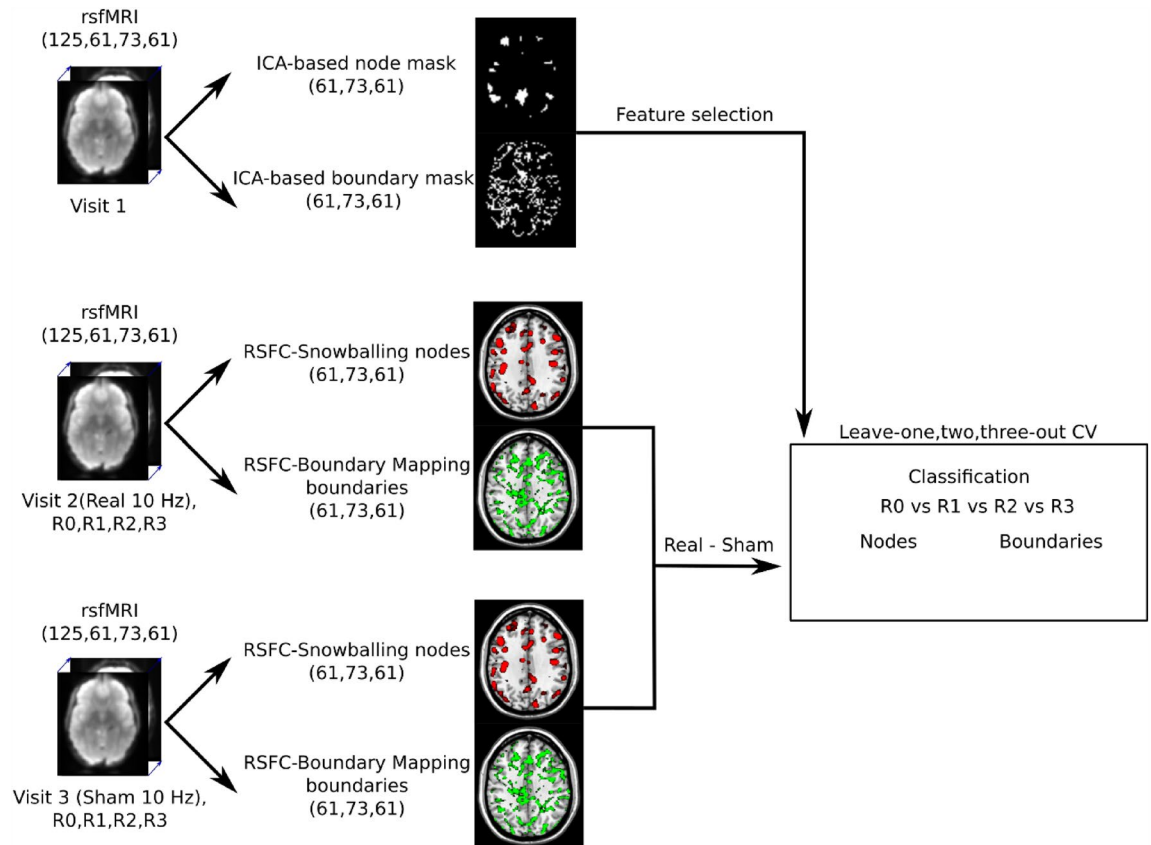 rsfMRI
(125,61,73,61)
Visit 1
ICA-based node mask
(61,73,61)
ICA-based boundary mask
(61,73,61)
Feature selection
rsfMRI
(125,61,73,61)
Visit 2(Real 10 Hz),
R0,R1,R2,R3
RSFC-Snowballing nodes
(61,73,61)
RSFC-Boundary Mapping
boundaries
(61,73,61)
rsfMRI
(125,61,73,61)
Visit 3 (Sham 10 Hz),
R0,R1,R2,R3
RSFC-Snowballing nodes
(61,73,61)
RSFC-Boundary Mapping
boundaries
(61,73,61)
Real - Sham
Leave-one,two,three-out CV
Classification
R0 vs R1 vs R2 vs R3
Nodes Boundaries